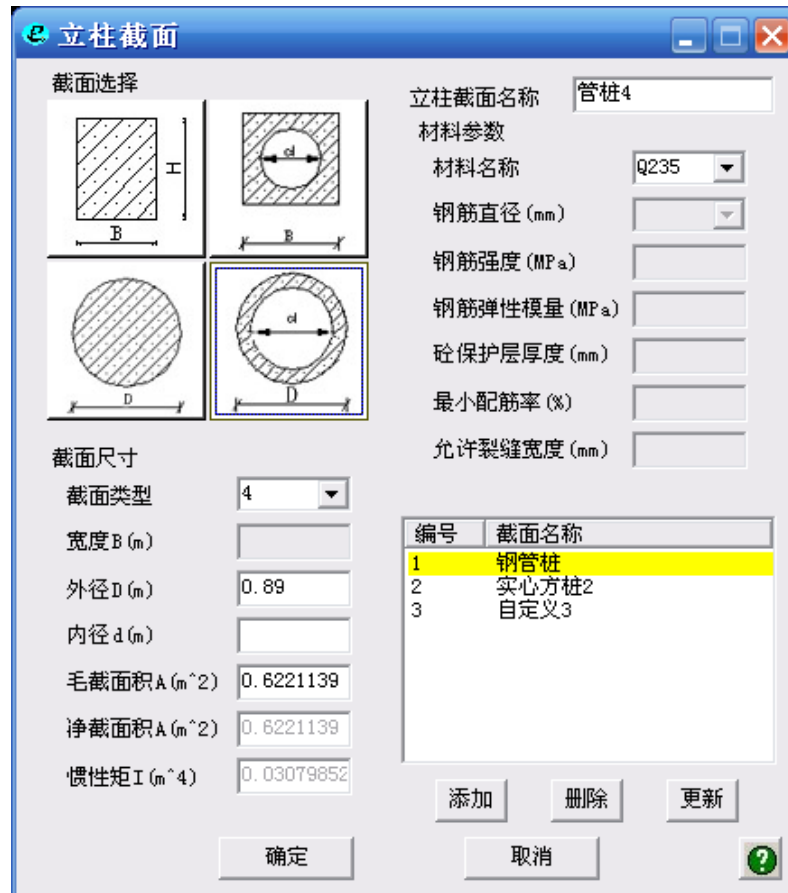 立柱截面
截面选择
H
B
d
B
D
d
D
截面尺寸
截面类型 4
宽度B(m)
外径D(m) 0.89
内径d(m)
毛截面积A(m^2) 0.6221139
净截面积A(m^2) 0.6221139
惯性矩I(m^4) 0.03079852
立柱截面名称 管桩4
材料参数
材料名称 Q235
钢筋直径(mm)
钢筋强度(MPa)
钢筋弹性模量(MPa)
砼保护层厚度(mm)
最小配筋率(%)
允许裂缝宽度(mm)
编号 截面名称
1 钢管桩
2 实心方桩2
3 自定义3
添加 删除 更新
确定 取消 ?